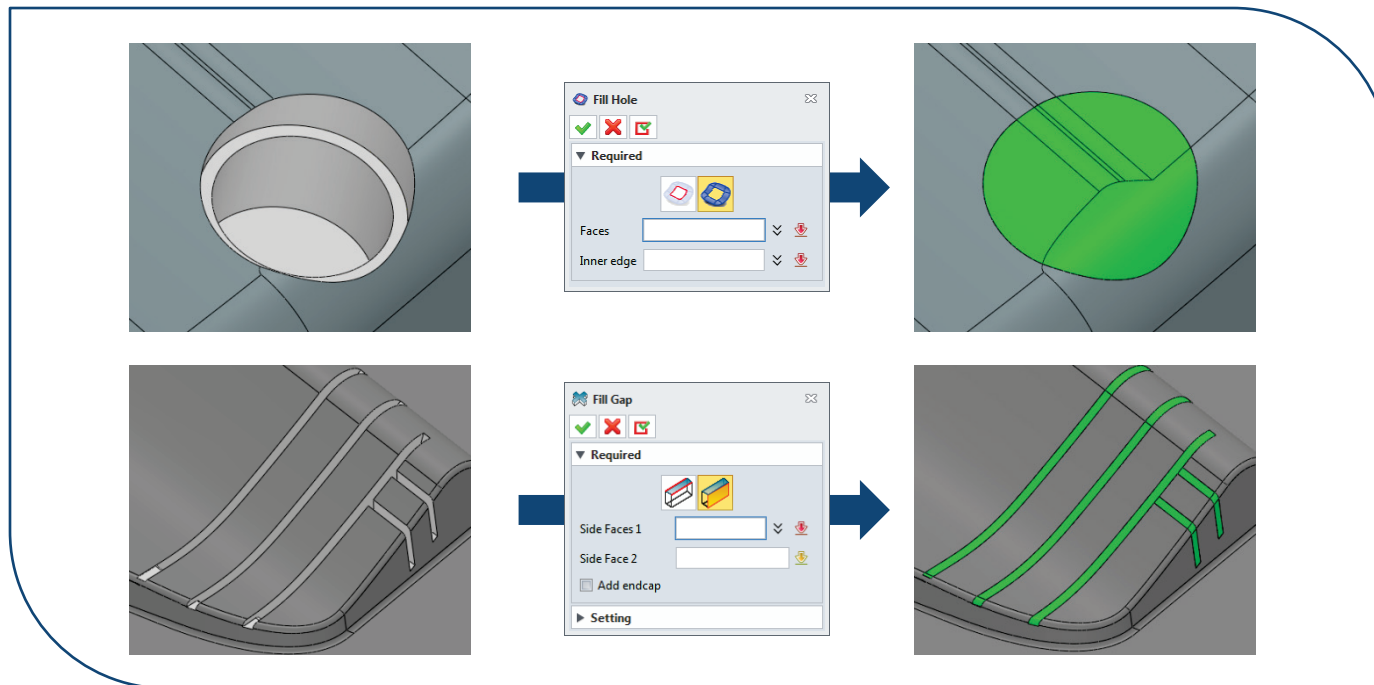 Fill Hole
Required
Faces
Inner edge
Fill Gap
Required
Side Faces 1
Side Face 2
Add endcap
Setting